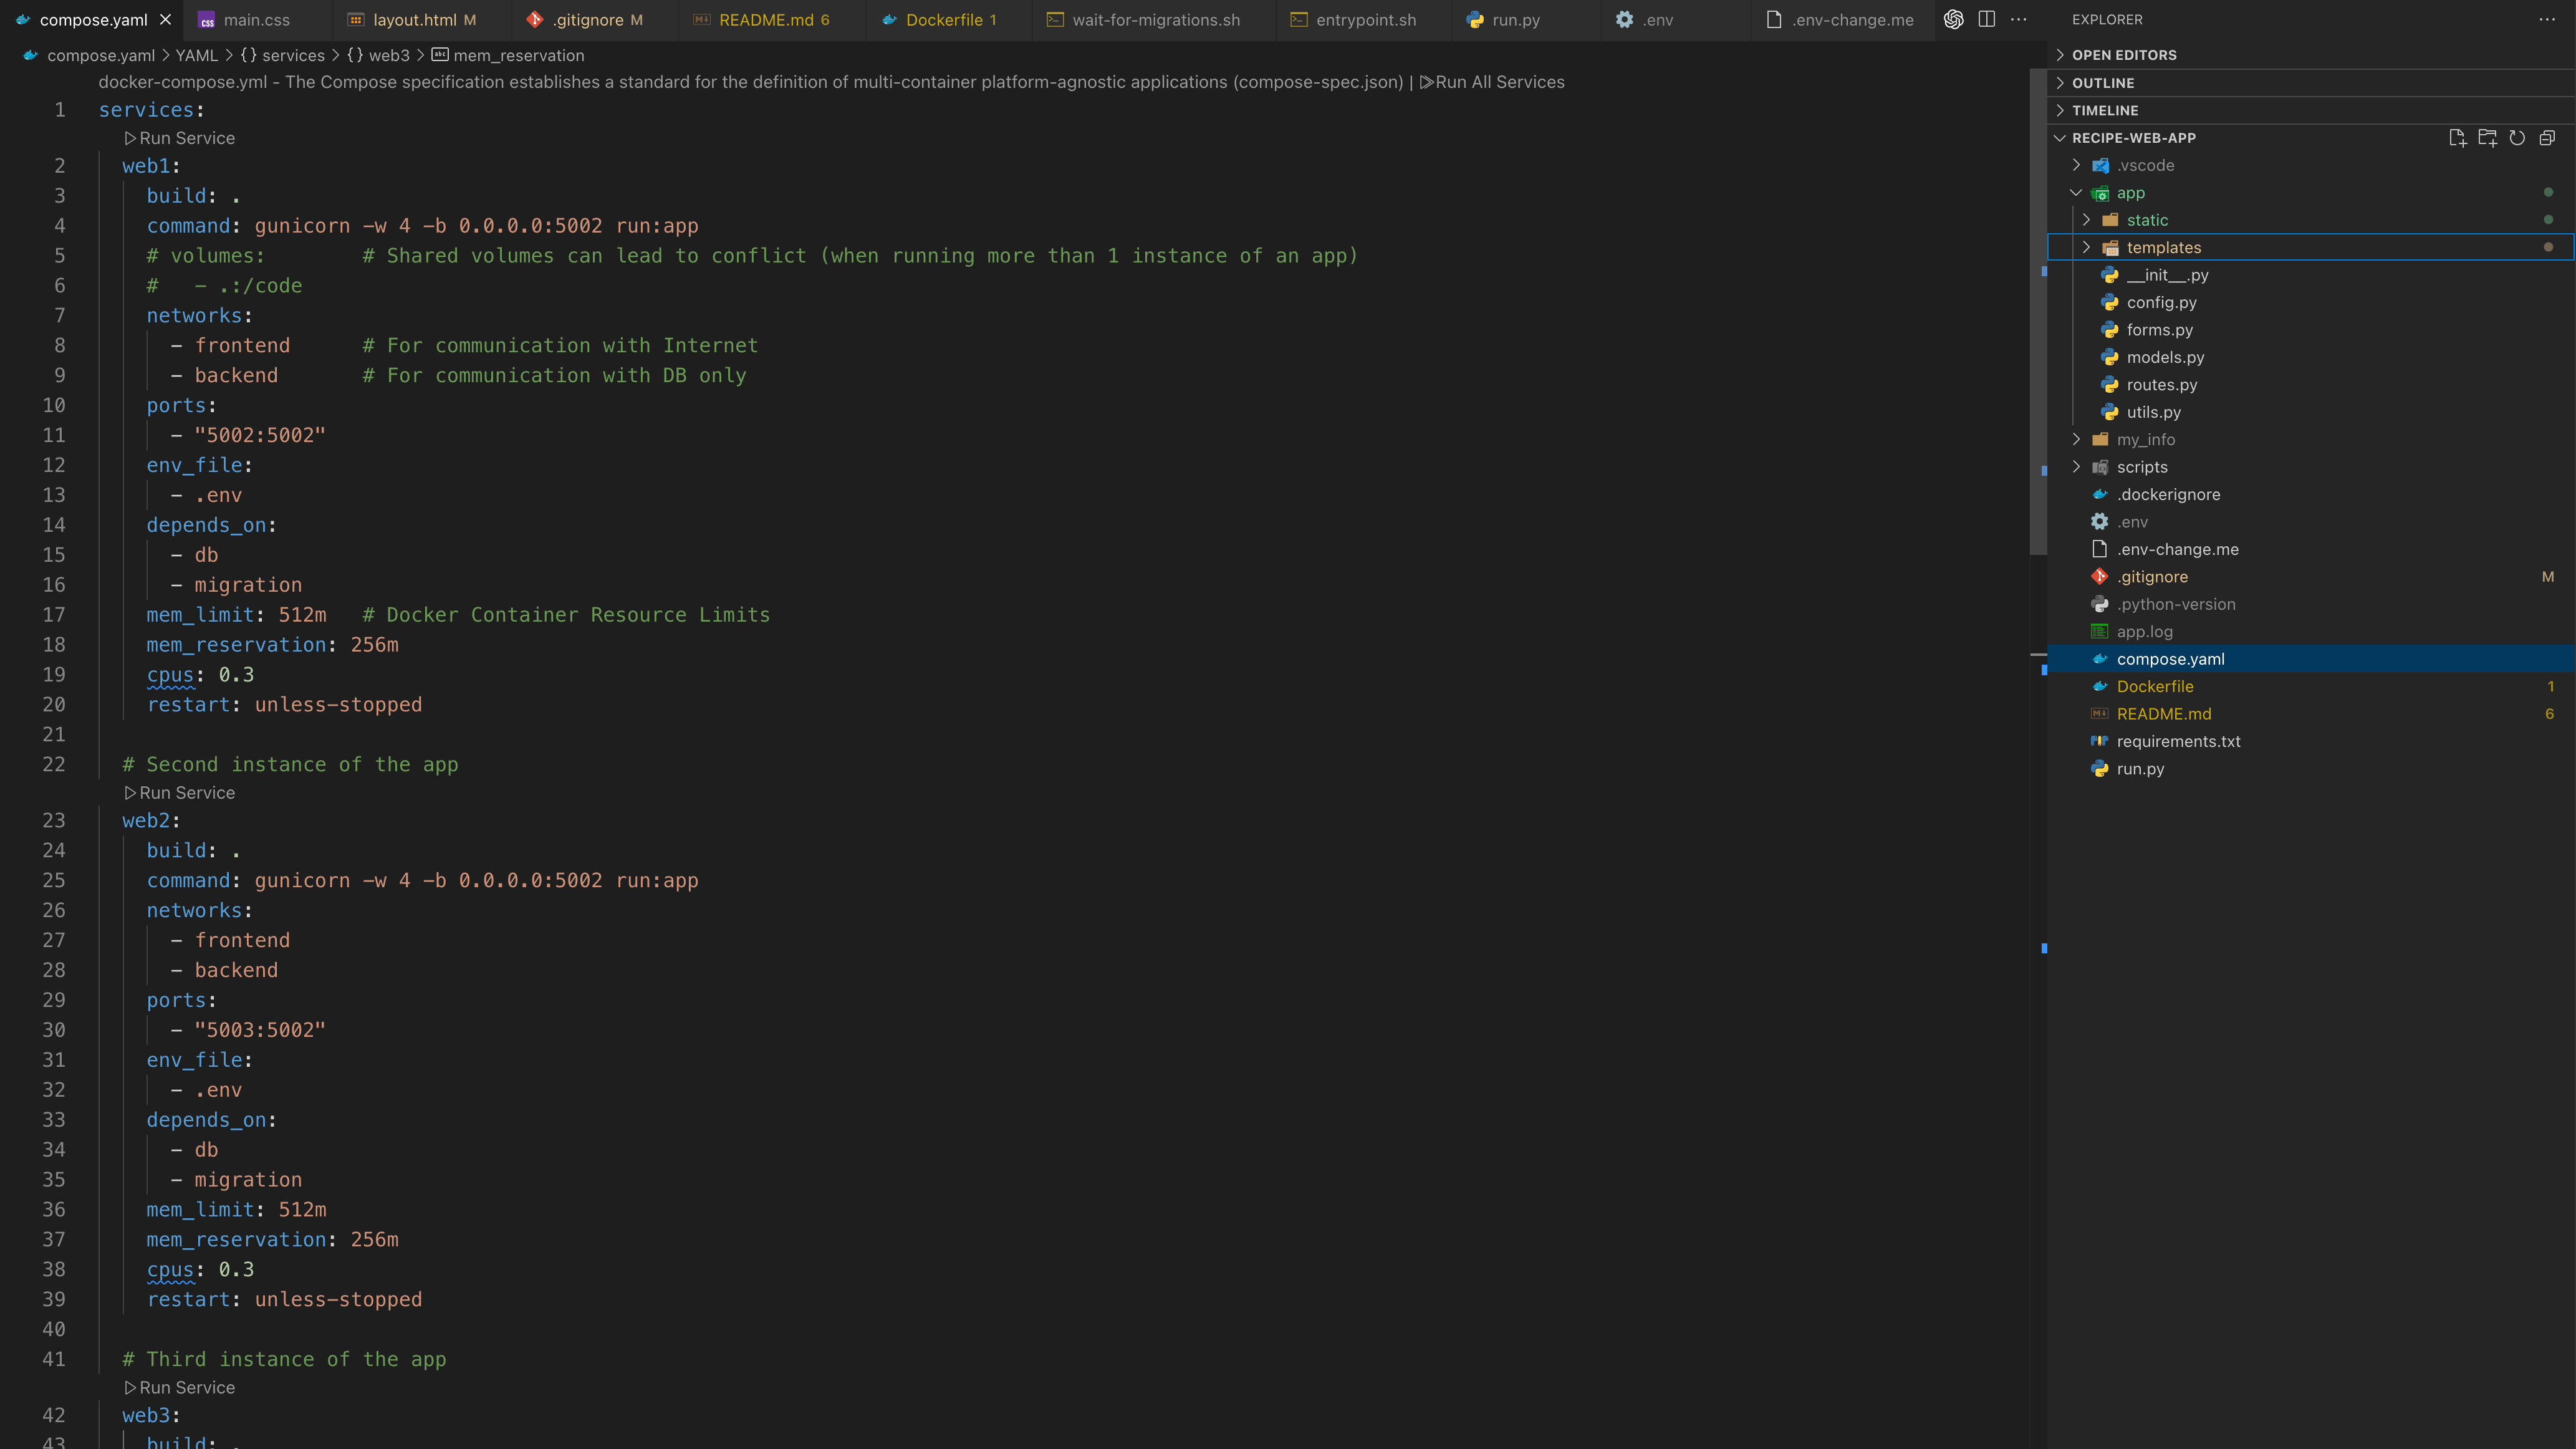 compose.yaml main.css layout.html M .gitignore M README.md 6 Dockerfile 1 wait-for-migrations.sh entrypoint.sh run.py .env .env-change.me
compose.yaml > YAML > {} services > {} web3 > abc mem_reservation
docker-compose.yml - The Compose specification establishes a standard for the definition of multi-container platform-agnostic applications (compose-spec.json) | Run All Services
1 services:
Run Service
2 web1:
3 build: .
4 command: gunicorn -w 4 -b 0.0.0.0:5002 run:app
5 # volumes: # Shared volumes can lead to conflict (when running more than 1 instance of an app)
6 # - .:/code
7 networks:
8 - frontend # For communication with Internet
9 - backend # For communication with DB only
10 ports:
11 - "5002:5002"
12 env_file:
13 - .env
14 depends_on:
15 - db
16 - migration
17 mem_limit: 512m # Docker Container Resource Limits
18 mem_reservation: 256m
19 cpus: 0.3
20 restart: unless-stopped
21
22 # Second instance of the app
Run Service
23 web2:
24 build: .
25 command: gunicorn -w 4 -b 0.0.0.0:5002 run:app
26 networks:
27 - frontend
28 - backend
29 ports:
30 - "5003:5002"
31 env_file:
32 - .env
33 depends_on:
34 - db
35 - migration
36 mem_limit: 512m
37 mem_reservation: 256m
38 cpus: 0.3
39 restart: unless-stopped
40
41 # Third instance of the app
Run Service
42 web3:
43 build: .
EXPLORER
OPEN EDITORS
OUTLINE
TIMELINE
RECIPE-WEB-APP
.vscode
app
static
templates
__init__.py
config.py
forms.py
models.py
routes.py
utils.py
my_info
scripts
.dockerignore
.env
.env-change.me
.gitignore M
.python-version
app.log
compose.yaml
Dockerfile 1
README.md 6
requirements.txt
run.py